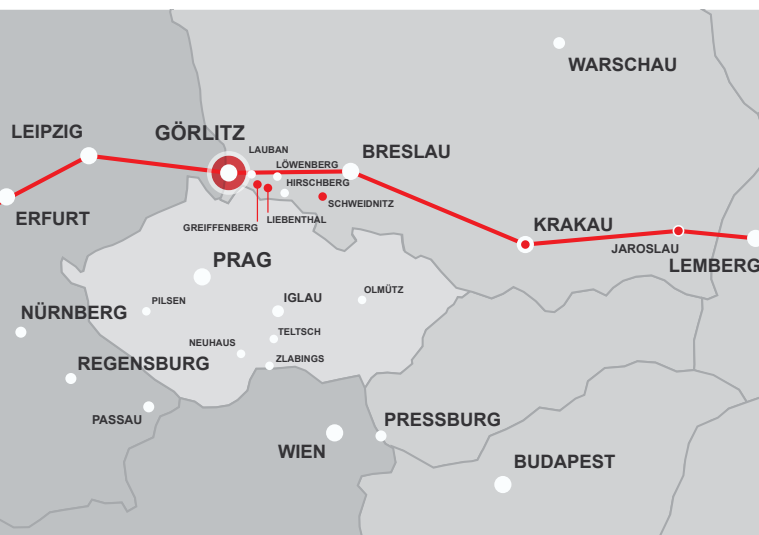 WARSCHAU
LEIPZIG
GÖRLITZ
LAUBAN
BRESLAU
LÖWENBERG
HIRSCHBERG
SCHWEIDNITZ
ERFURT
GREIFFENBERG
LIEBENTHAL
KRAKAU
JAROSLAU
LEMBERG
PRAG
OLMÜTZ
PILSEN
IGLAU
NÜRNBERG
TELTSCH
NEUHAUS
ZLABINGS
REGENSBURG
PASSAU
PRESSBURG
WIEN
BUDAPEST